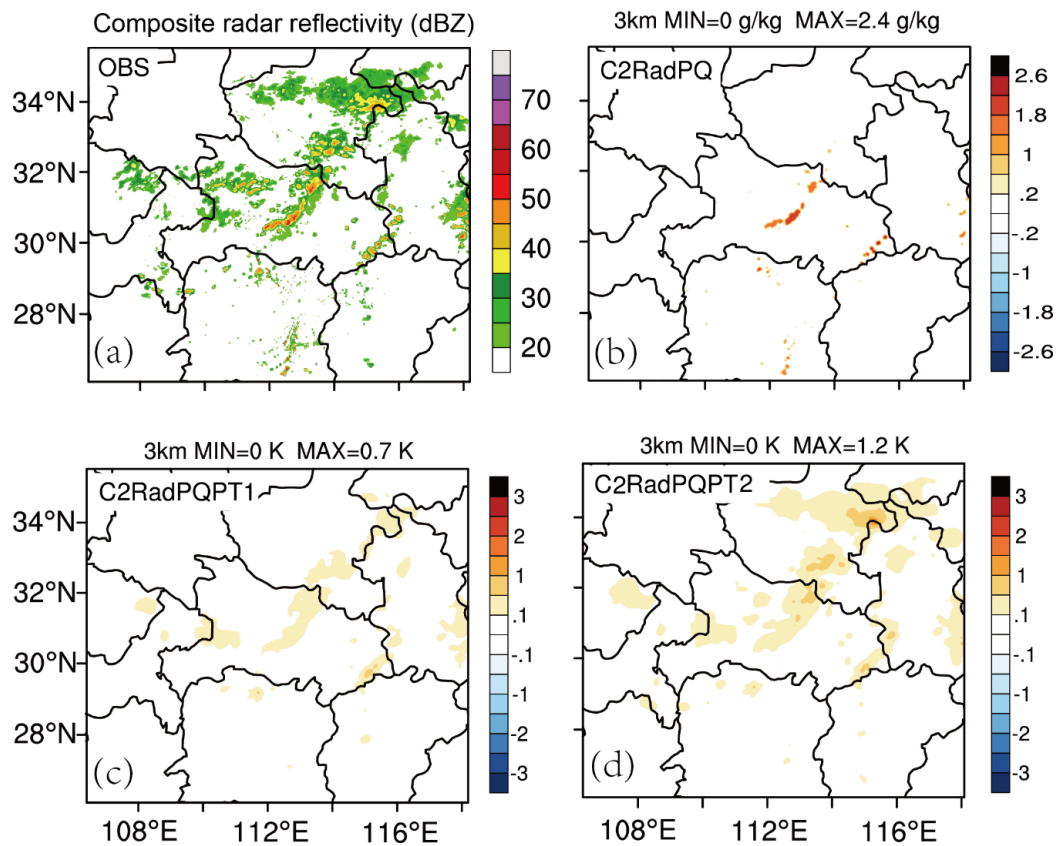 Composite radar reflectivity (dBZ)
OBS
34°N
32°N
30°N
28°N
(a)
70
60
50
40
30
20
3km MIN=0 g/kg MAX=2.4 g/kg
C2RadPQ
(b)
2.6
1.8
1
.2
-.2
-1
-1.8
-2.6
3km MIN=0 K MAX=0.7 K
C2RadPQPT1
34°N
32°N
30°N
28°N
(c)
108°E
112°E
116°E
3
2
1
.1
-.1
-1
-2
-3
3km MIN=0 K MAX=1.2 K
C2RadPQPT2
(d)
108°E
112°E
116°E
3
2
1
.1
-.1
-1
-2
-3